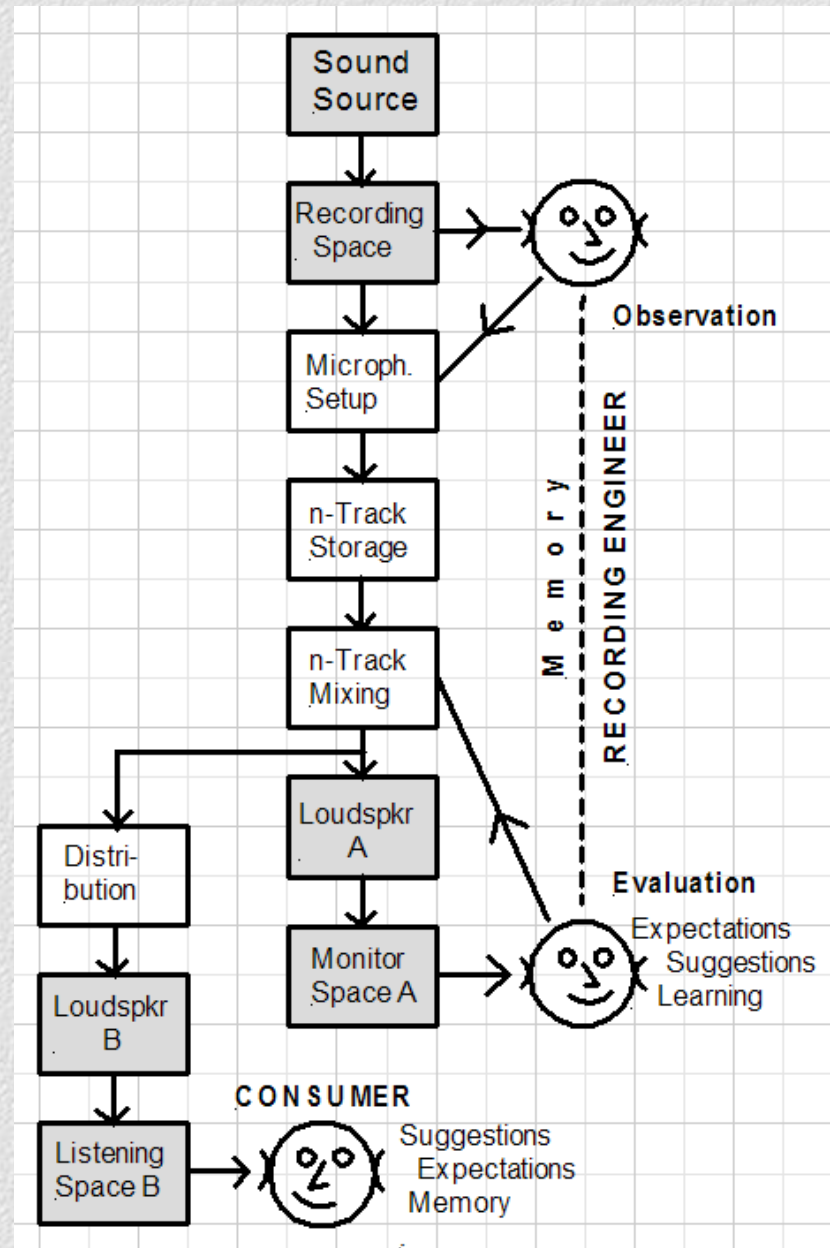 Sound
Source
Recording
Space
Observation
Microph.
Setup
Memory
RECORDING ENGINEER
n-Track
Storage
n-Track
Mixing
Loudspkr
A
Distri-
bution
Evaluation
Expectations
Suggestions
Learning
Monitor
Space A
Loudspkr
B
CONSUMER
Listening
Space B
Suggestions
Expectations
Memory